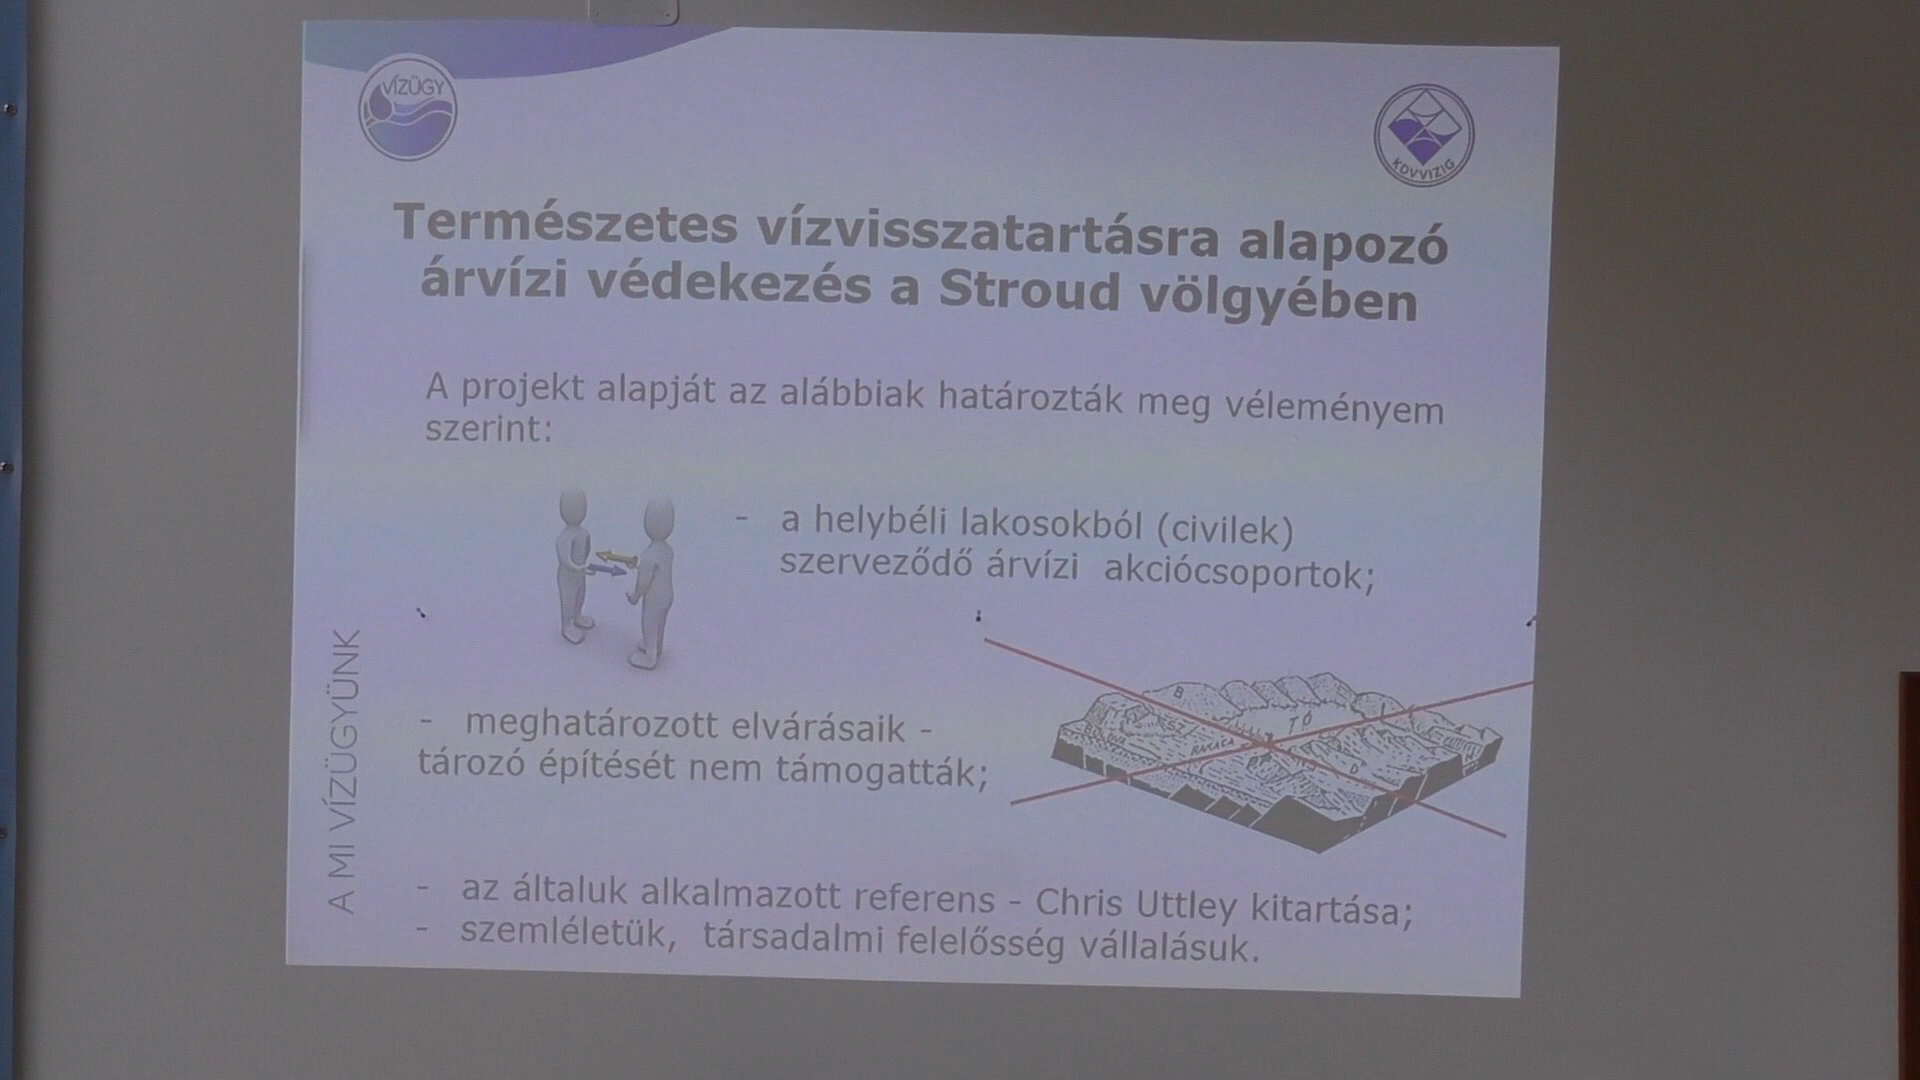 VÍZÜGY
KDVVIZIG
Természetes vízvisszatartásra alapozó
árvízi védekezés a Stroud völgyében
A projekt alapját az alábbiak határozták meg véleményem
szerint:
- a helybéli lakosokból (civilek)
szerveződő árvízi akciócsoportok;
- meghatározott elvárásaik -
tározó építését nem támogatták;
B
TÓ
RAKACA
D
- az általuk alkalmazott referens - Chris Uttley kitartása;
- szemléletük, társadalmi felelősség vállalásuk.
A MI VÍZÜGYÜNK